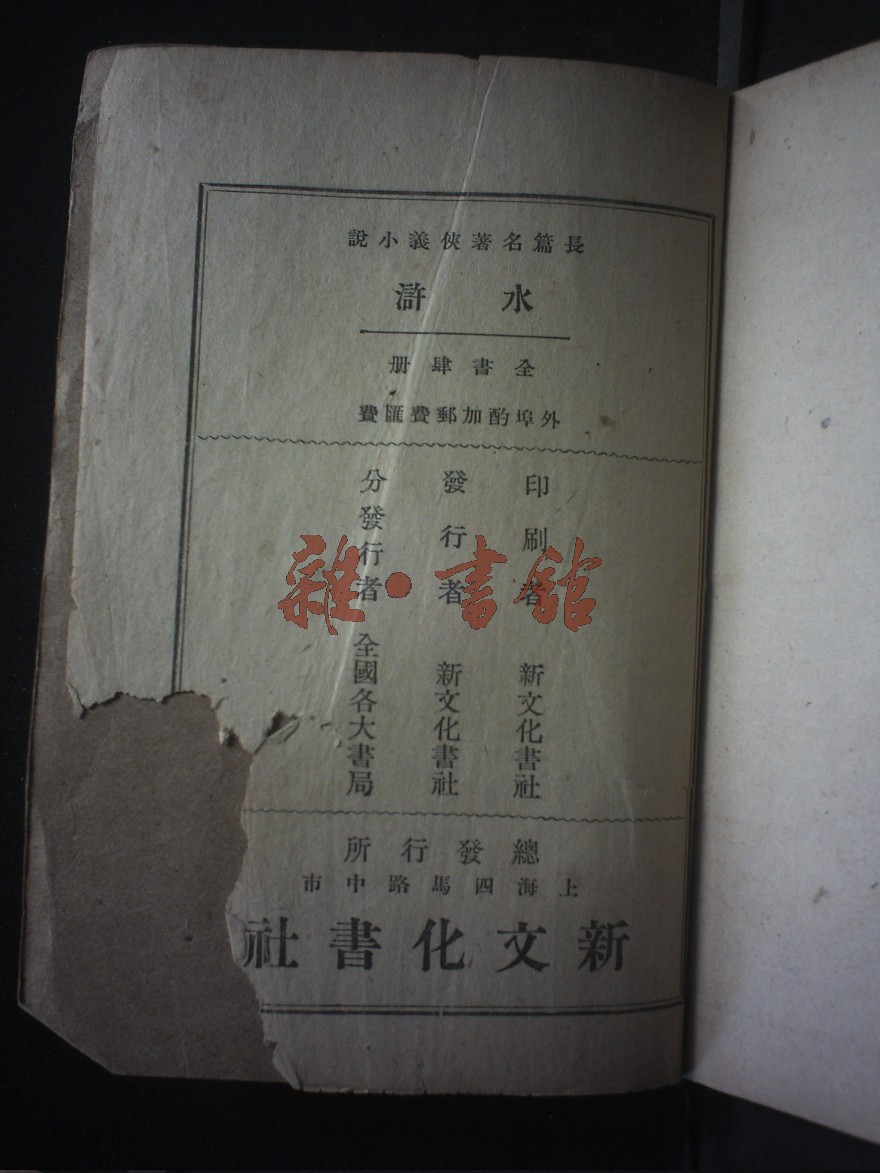 長篇名著俠義小說
水滸
全書肆册
外埠酌加郵費匯費
印刷者 新文化書社
發行者 新文化書社
分發行者 全國各大書局
雜·書館
總發行所
上海四馬路中市
新文化書社